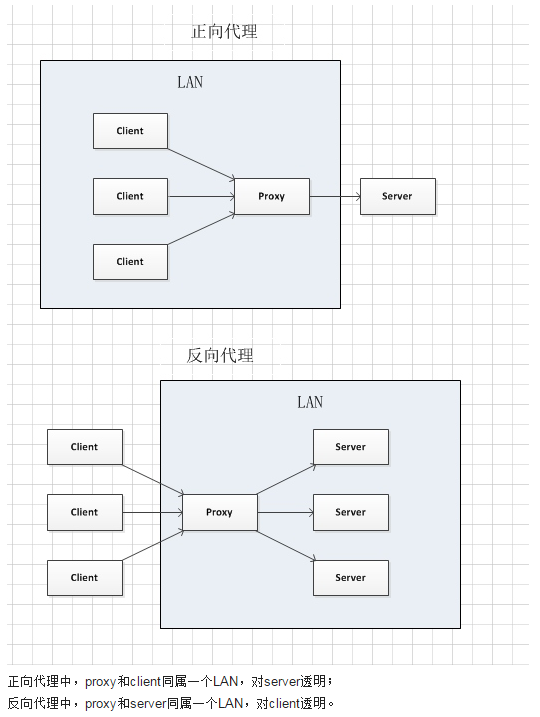 正向代理
LAN
Client
Client
Proxy
Server
Client
反向代理
LAN
Client
Server
Client
Proxy
Server
Client
Server
正向代理中，proxy和client同属一个LAN，对server透明；
反向代理中，proxy和server同属一个LAN，对client透明。